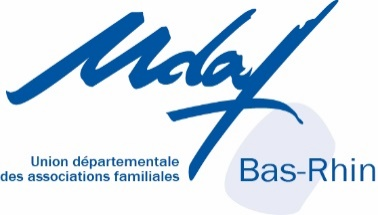 Udaf
Union départementale
des associations familiales
Bas-Rhin